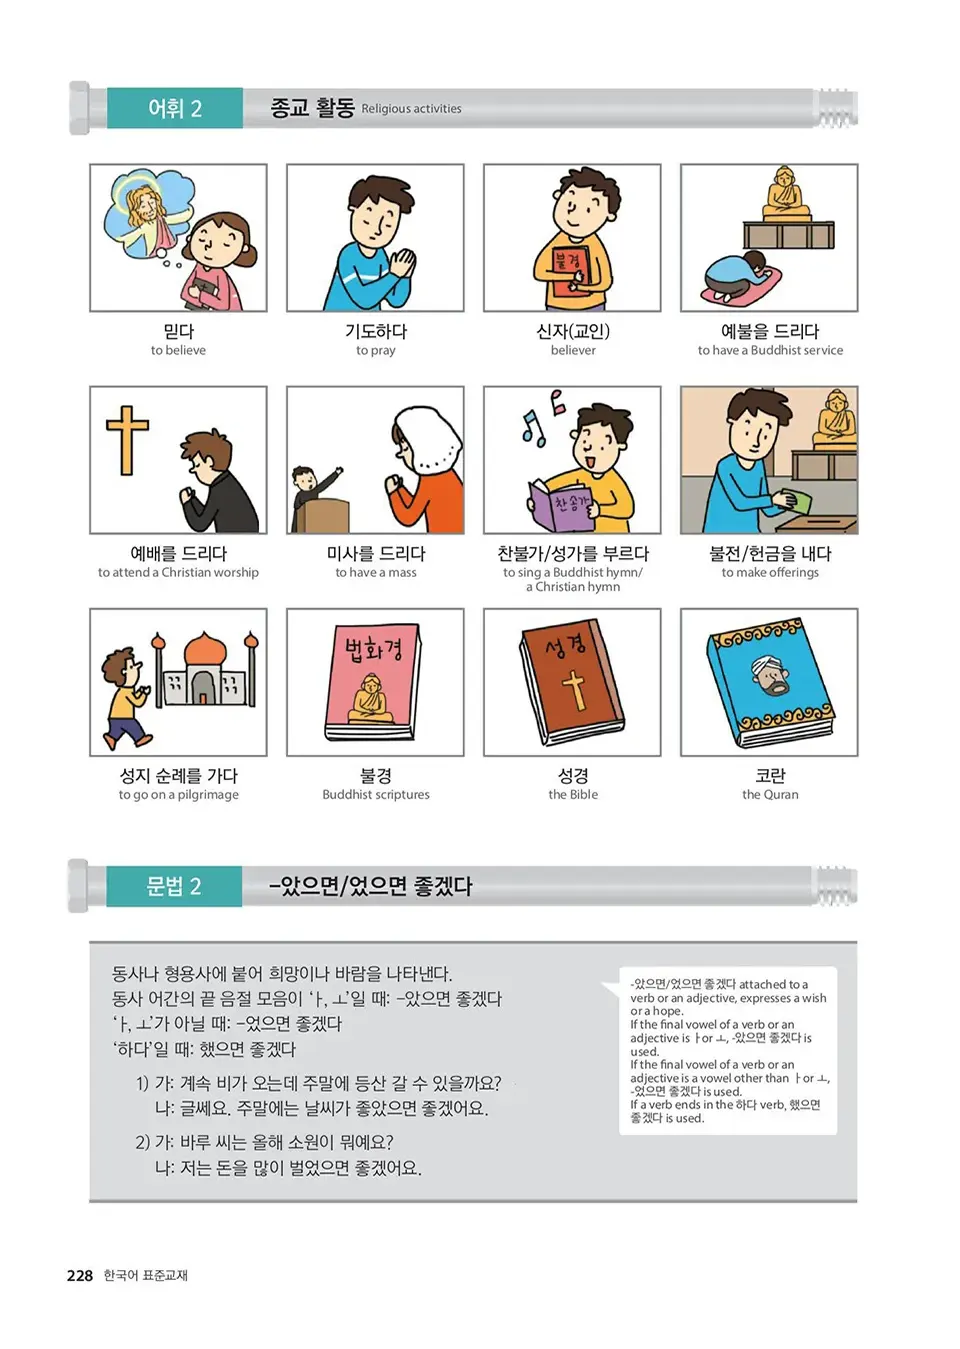 어휘 2
종교 활동 Religious activities
불경
믿다
to believe
기도하다
to pray
신자(교인)
believer
예불을 드리다
to have a Buddhist service
찬송가
예배를 드리다
to attend a Christian worship
미사를 드리다
to have a mass
찬불가/성가를 부르다
to sing a Buddhist hymn/
a Christian hymn
불전/헌금을 내다
to make offerings
법화경
성경
성지 순례를 가다
to go on a pilgrimage
불경
Buddhist scriptures
성경
the Bible
코란
the Quran
문법 2
-았으면/었으면 좋겠다
동사나 형용사에 붙어 희망이나 바람을 나타낸다.
동사 어간의 끝 음절 모음이 ‘ㅏ, ㅗ’일 때: -았으면 좋겠다
‘ㅏ, ㅗ’가 아닐 때: -었으면 좋겠다
‘하다’일 때: 했으면 좋겠다
1) 가: 계속 비가 오는데 주말에 등산 갈 수 있을까요?
나: 글쎄요. 주말에는 날씨가 좋았으면 좋겠어요.
2) 가: 바루 씨는 올해 소원이 뭐예요?
나: 저는 돈을 많이 벌었으면 좋겠어요.
-았으면/었으면 좋겠다 attached to a
verb or an adjective, expresses a wish
or a hope.
If the final vowel of a verb or an
adjective is ㅏor ㅗ, -았으면 좋겠다 is
used.
If the final vowel of a verb or an
adjective is a vowel other than ㅏor ㅗ,
-었으면 좋겠다 is used.
If a verb ends in the 하다 verb, 했으면
좋겠다 is used.
228 한국어 표준교재